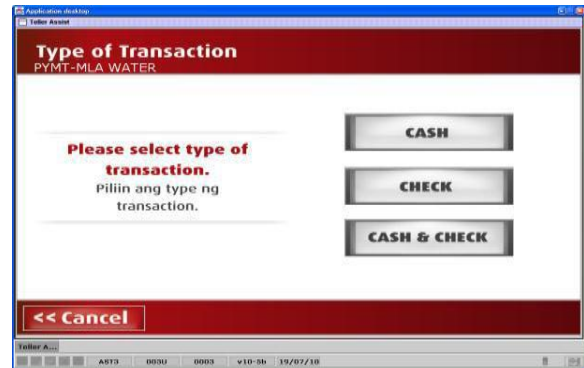 Application desktop
Teller Assist
Type of Transaction
PYMT-MLA WATER
Please select type of
transaction.
Piliin ang type ng
transaction.
CASH
CHECK
CASH & CHECK
<< Cancel
Teller A...
AST3 003U 0003 v10-5b 19/07/10